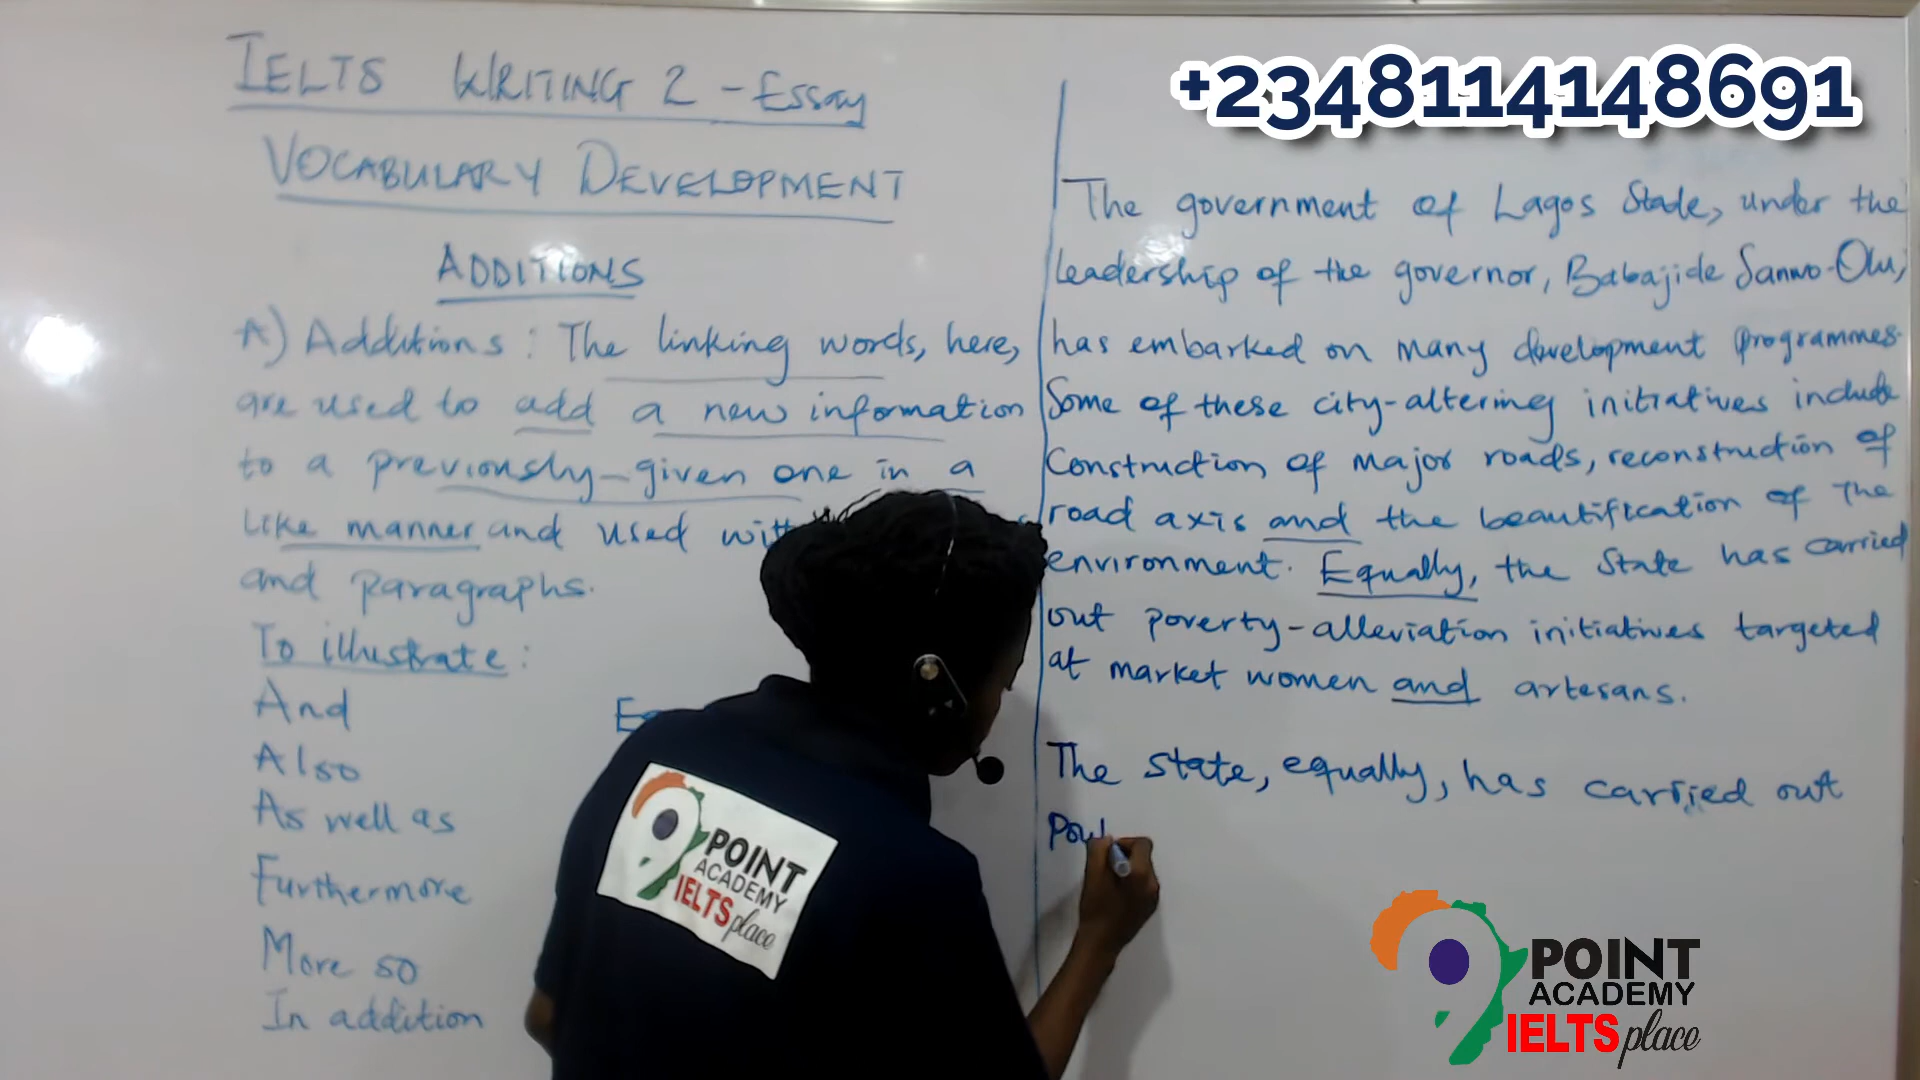 IELTS WRITING 2 - Essay
VOCABULARY DEVELOPMENT
ADDITIONS
A) Additions: The linking words, here,
are used to add a new information
to a previously-given one in a
like manner and used
and paragraphs.
To illustrate:
And
Also
As well as
Furthermore
More so
In addition
+2348114148691
The government of Lagos State, under the
leadership of the governor, Babajide Sanwo-Olu,
has embarked on many development programmes.
Some of these city-altering initiatives include
construction of major roads, reconstruction of
road axis and the beautification of the
environment. Equally, the state has carried
out poverty-alleviation initiatives targeted
at market women and artesans.
The state, equally, has carried out
POINT
ACADEMY
IELTS place
POINT
ACADEMY
IELTS place